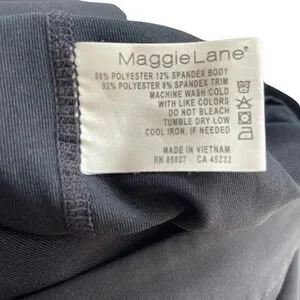 MaggieLane
88% POLYESTER 12% SPANDEX BODY
92% POLYESTER 8% SPANDEX TRIM
MACHINE WASH COLD
WITH LIKE COLORS
DO NOT BLEACH
TUMBLE DRY LOW
COOL IRON, IF NEEDED
MADE IN VIETNAM
RN 85027 CA 45232